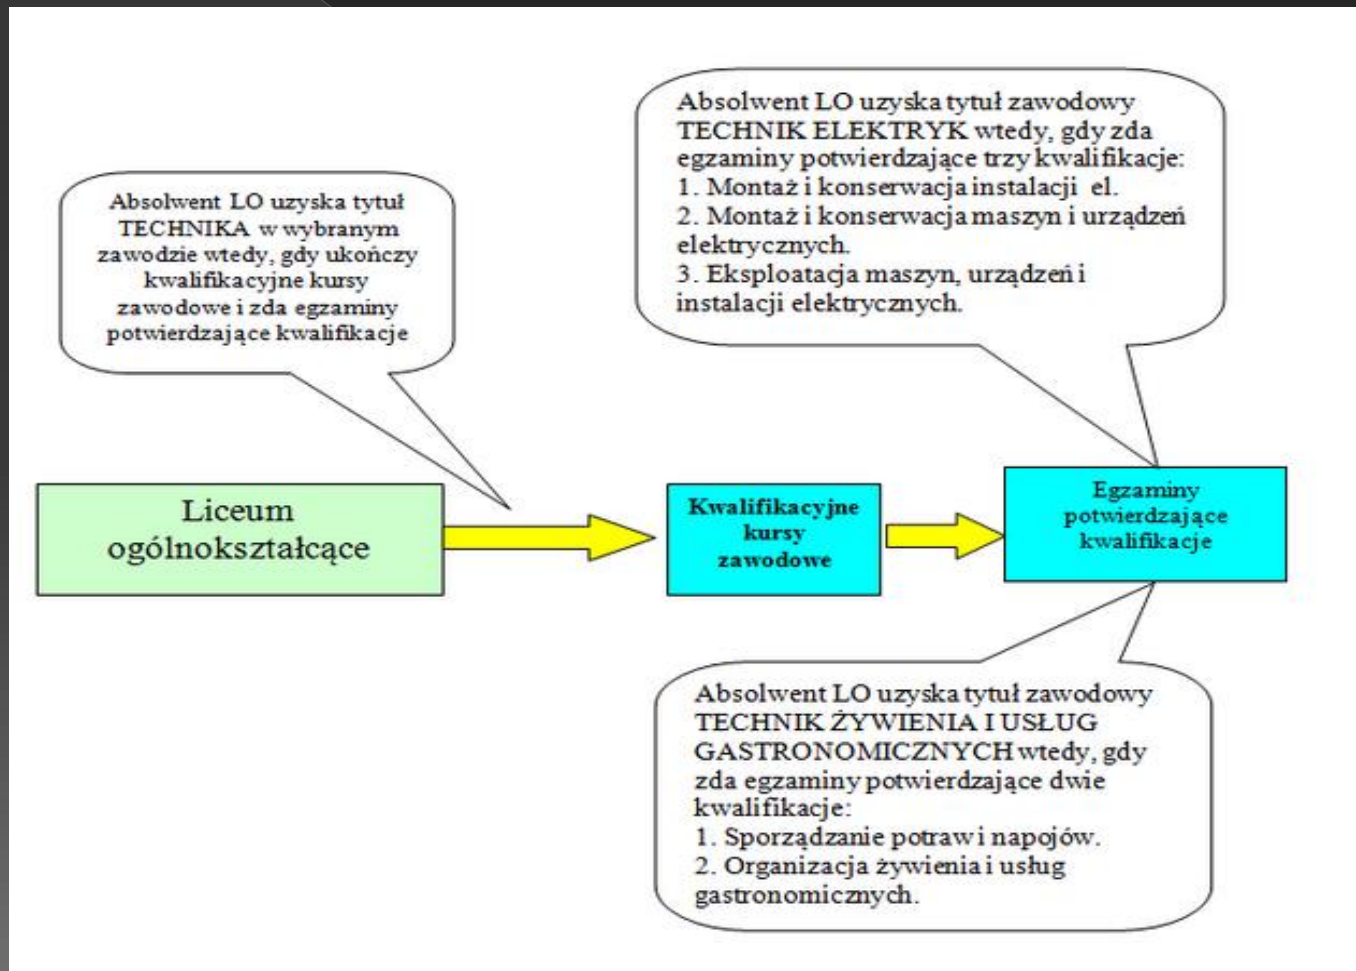 Absolwent LO uzyska tytuł zawodowy
TECHNIK ELEKTRYK wtedy, gdy zda
egzaminy potwierdzające trzy kwalifikacje:
1. Montaż i konserwacja instalacji el.
2. Montaż i konserwacja maszyn i urządzeń
elektrycznych.
3. Eksploatacja maszyn, urządzeń i
instalacji elektrycznych.
Absolwent LO uzyska tytuł
TECHNIKA w wybranym
zawodzie wtedy, gdy ukończy
kwalifikacyjne kursy
zawodowe i zda egzaminy
potwierdzające kwalifikacje
Liceum
ogólnokształcące
Kwalifikacyjne
kursy
zawodowe
Egzaminy
potwierdzające
kwalifikacje
Absolwent LO uzyska tytuł zawodowy
TECHNIK ŻYWIENIA I USŁUG
GASTRONOMICZNYCH wtedy, gdy
zda egzaminy potwierdzające dwie
kwalifikacje:
1. Sporządzanie potraw i napojów.
2. Organizacja żywienia i usług
gastronomicznych.